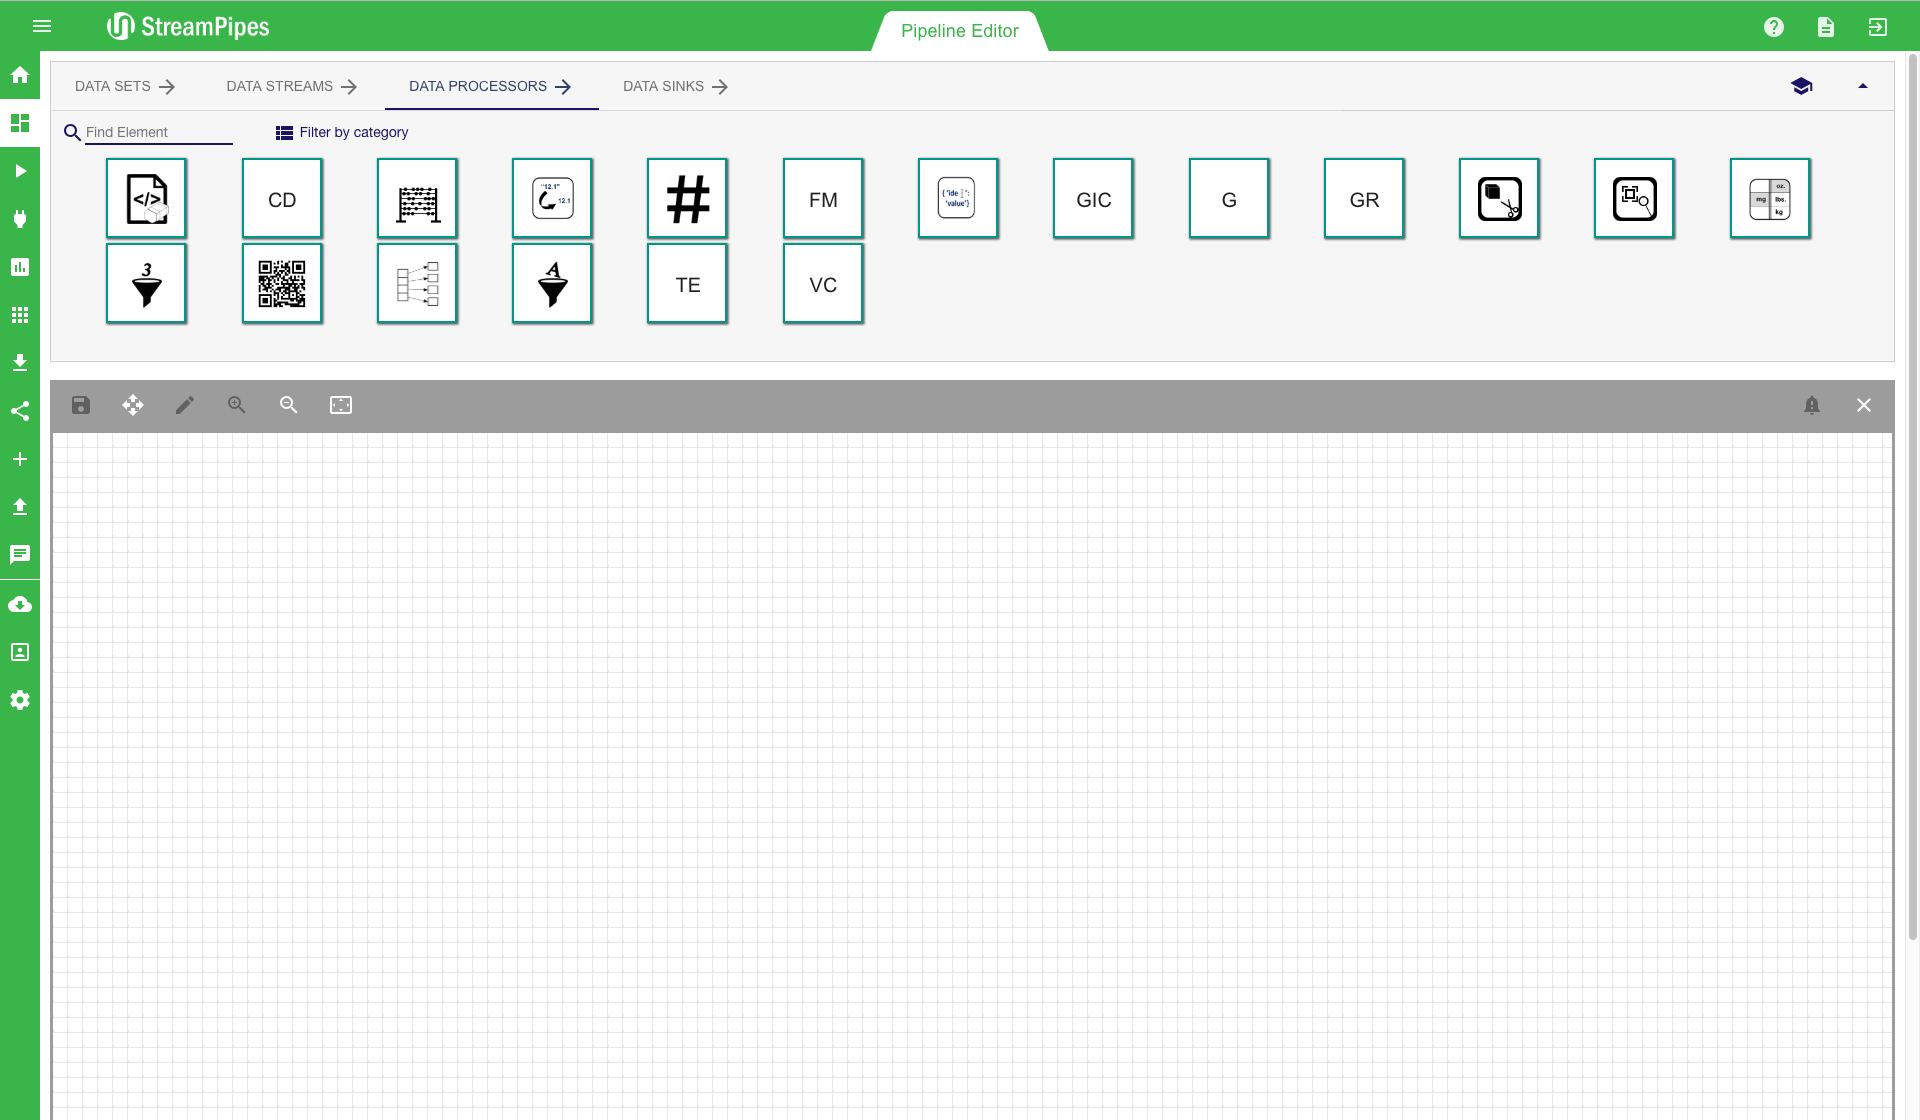 StreamPipes
Pipeline Editor
DATA SETS
DATA STREAMS
DATA PROCESSORS
DATA SINKS
Find Element
Filter by category
</>
CD
"12.1"
12.1
#
FM
'value'}
GIC
G
GR
oz.
mg
lbs.
kg
3
A
TE
VC